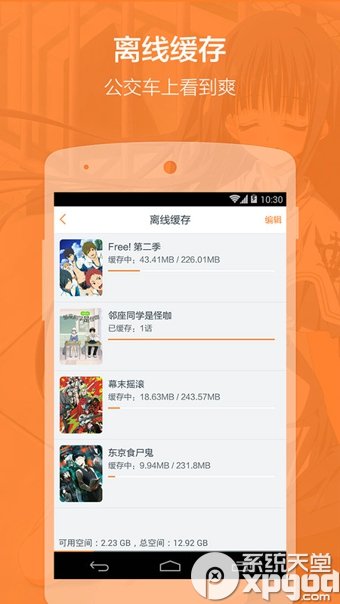 离线缓存
公交车上看到爽
10:30
离线缓存
编辑
Free! 第二季
缓存中：43.41MB / 226.01MB
邻座同学是怪咖
已缓存：1话
幕末摇滚
缓存中：18.63MB / 243.57MB
东京食尸鬼
缓存中：9.94MB / 231.8MB
可用空间：2.23 GB，总空间：12.92 GB
系统天堂
xpgod.com